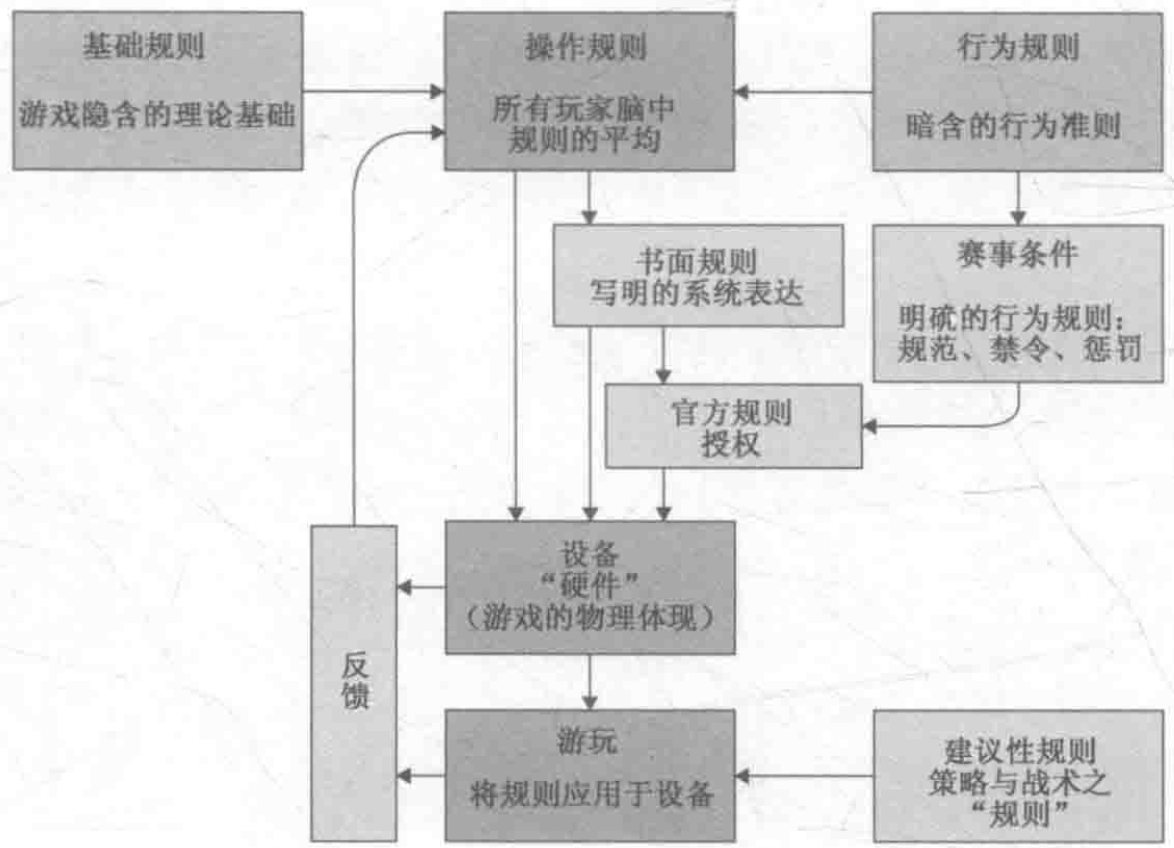 基础规则
游戏隐含的理论基础
操作规则
所有玩家脑中
规则的平均
行为规则
暗含的行为准则
书面规则
写明的系统表达
赛事条件
明硫的行为规则：
规范、禁令、惩罚
官方规则
授权
设备
“硬件”
（游戏的物理体现）
反
馈
游玩
将规则应用于设备
建议性规则
策略与战术之
“规则”